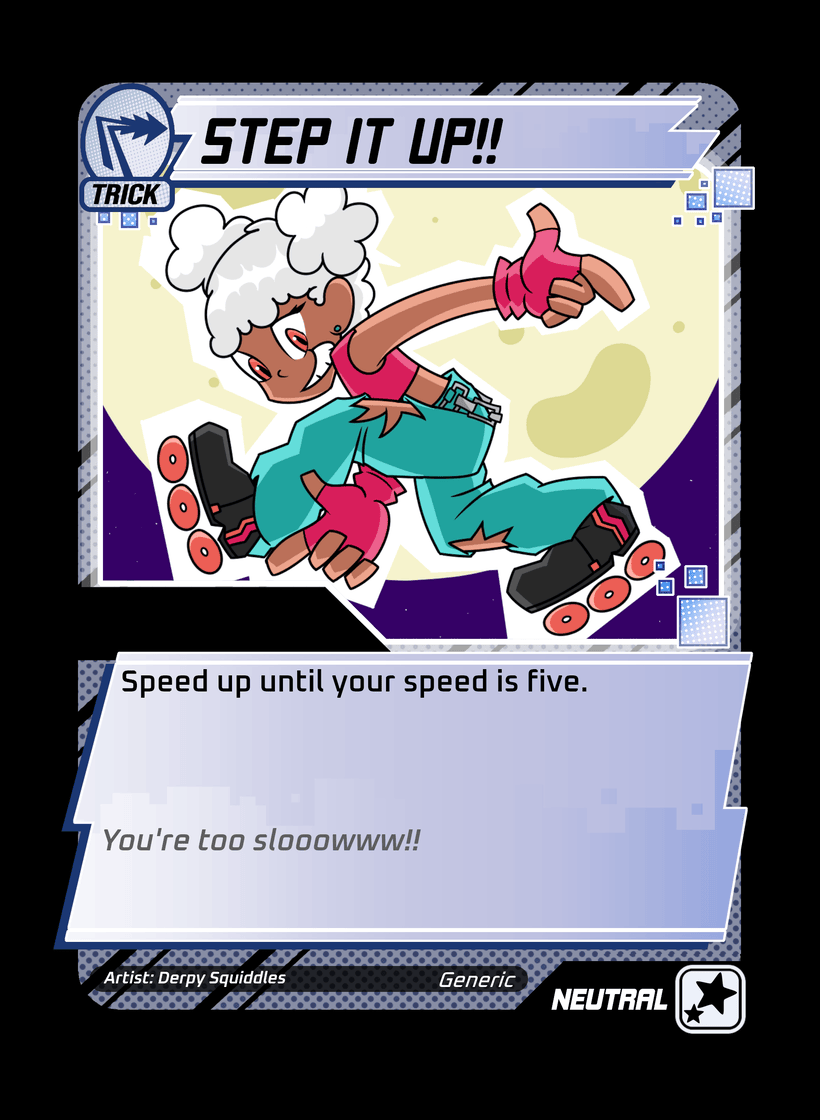 STEP IT UP!!
TRICK
Speed up until your speed is five.
You're too slooowww!!
Artist: Derpy Squiddles
Generic
NEUTRAL